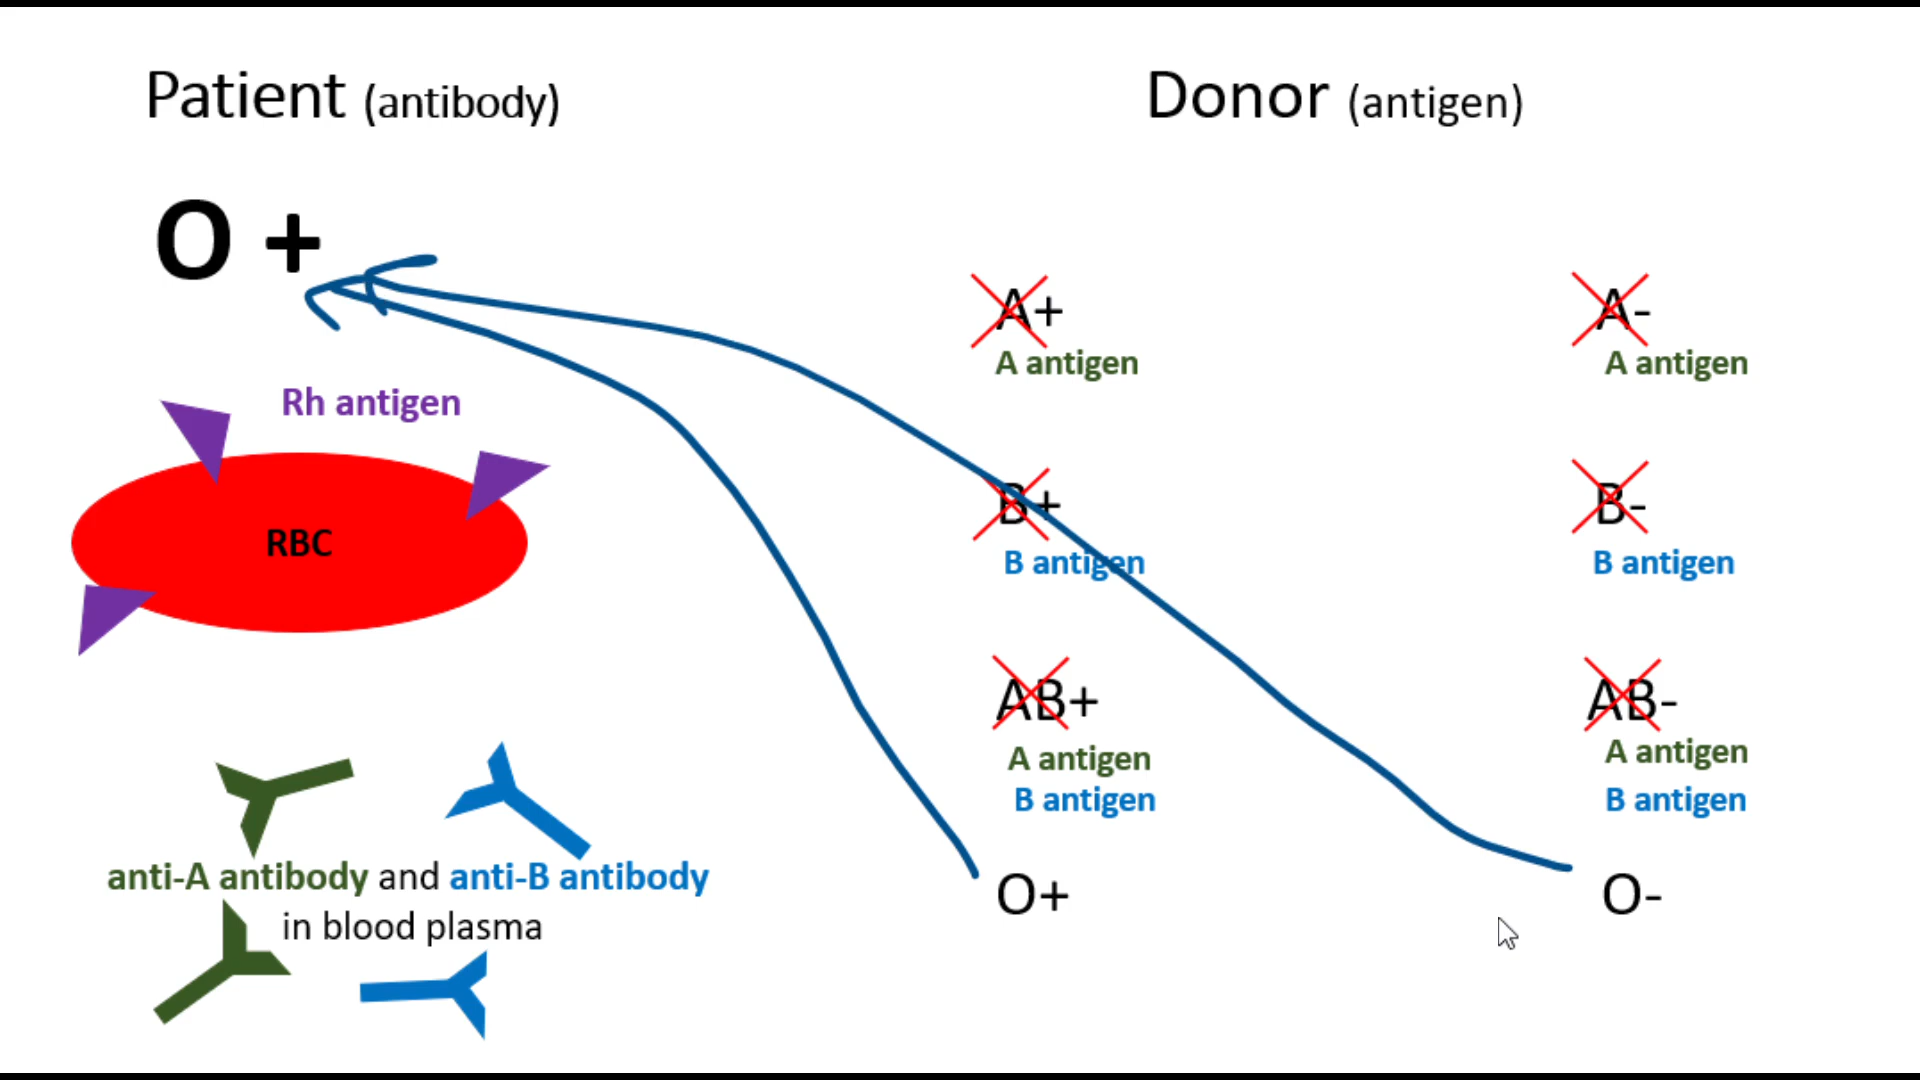 Patient (antibody)
Donor (antigen)
O +
Rh antigen
RBC
anti-A antibody and anti-B antibody
in blood plasma
A+
A antigen
A-
A antigen
B+
B antigen
B-
B antigen
AB+
A antigen
B antigen
AB-
A antigen
B antigen
O+
O-